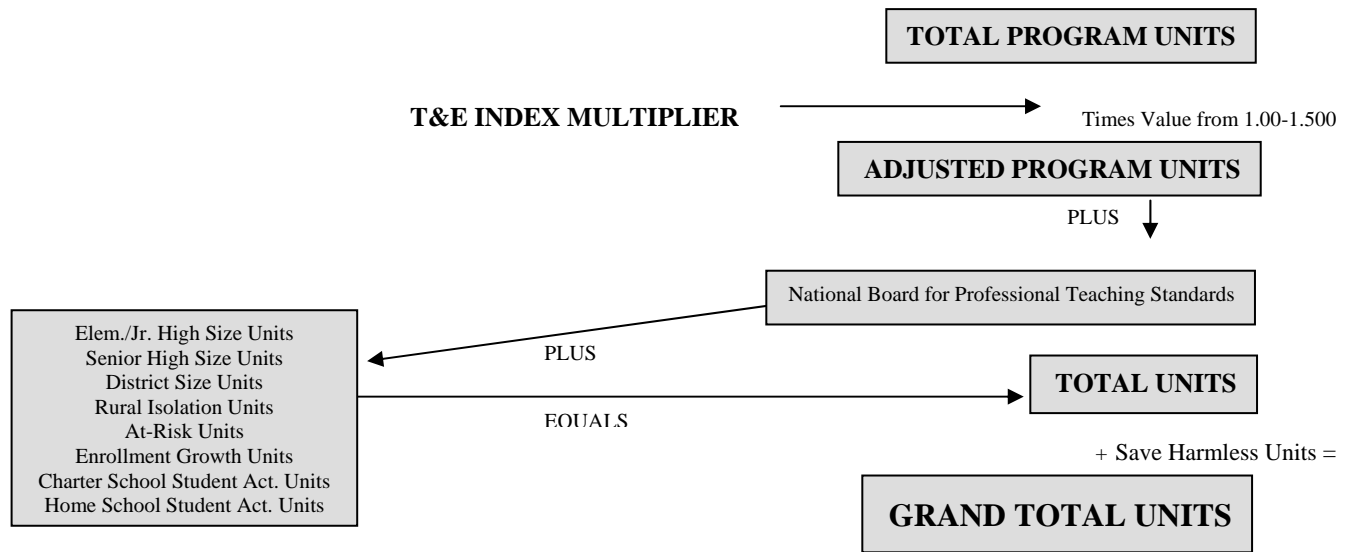 TOTAL PROGRAM UNITS
T&E INDEX MULTIPLIER
Times Value from 1.00-1.500
ADJUSTED PROGRAM UNITS
PLUS
National Board for Professional Teaching Standards
PLUS
Elem./Jr. High Size Units
Senior High Size Units
District Size Units
Rural Isolation Units
At-Risk Units
Enrollment Growth Units
Charter School Student Act. Units
Home School Student Act. Units
EQUALS
TOTAL UNITS
+ Save Harmless Units =
GRAND TOTAL UNITS